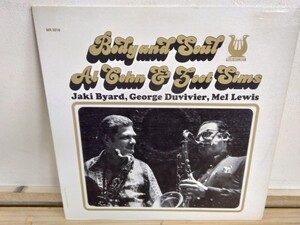 Body and Soul
Al Cohn & Zoot Sims
Jaki Byard, George Duvivier, Mel Lewis